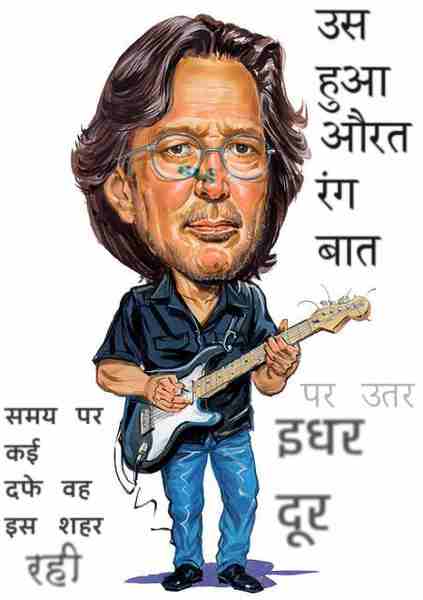 उस
हुआ
औरत
रंग
बात
पर उतर
इधर
दूर
समय पर
कई
दफे वह
इस शहर
रही